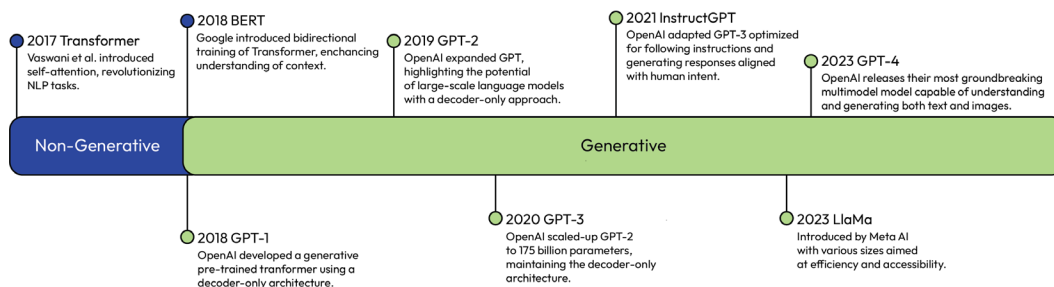 2017 Transformer
Vaswani et al. introduced
self-attention, revolutionizing
NLP tasks.
2018 BERT
Google introduced bidirectional
training of Transformer, enchancing
understanding of context.
2019 GPT-2
OpenAI expanded GPT,
highlighting the potential
of large-scale language models
with a decoder-only approach.
2021 InstructGPT
OpenAI adapted GPT-3 optimized
for following instructions and
generating responses aligned
with human intent.
2023 GPT-4
OpenAI releases their most groundbreaking
multimodel model capable of understanding
and generating both text and images.
Non-Generative
Generative
2018 GPT-1
OpenAI developed a generative
pre-trained tranformer using a
decoder-only architecture.
2020 GPT-3
OpenAI scaled-up GPT-2
to 175 billion parameters,
maintaining the decoder-only
architecture.
2023 LlaMa
Introduced by Meta AI
with various sizes aimed
at efficiency and accessibility.